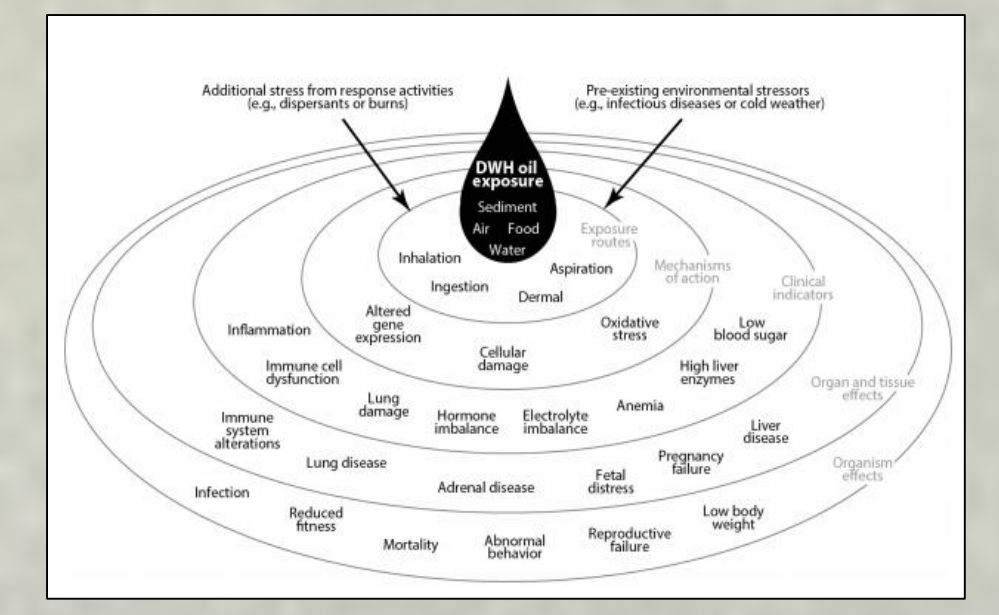 Additional stress from response activities
(e.g., dispersants or burns)
Pre-existing environmental stressors
(e.g., infectious diseases or cold weather)
DWH oil
exposure
Sediment
Air Food
Water
Exposure
routes
Inhalation
Aspiration
Ingestion
Dermal
Mechanisms
of action
Altered
gene
expression
Cellular
damage
Oxidative
stress
Clinical
indicators
Inflammation
Immune cell
dysfunction
Lung
damage
Hormone
imbalance
Electrolyte
imbalance
Anemia
High liver
enzymes
Low
blood sugar
Organ and tissue
effects
Immune
system
alterations
Lung disease
Adrenal disease
Fetal
distress
Pregnancy
failure
Liver
disease
Organism
effects
Infection
Reduced
fitness
Mortality
Abnormal
behavior
Reproductive
failure
Low body
weight